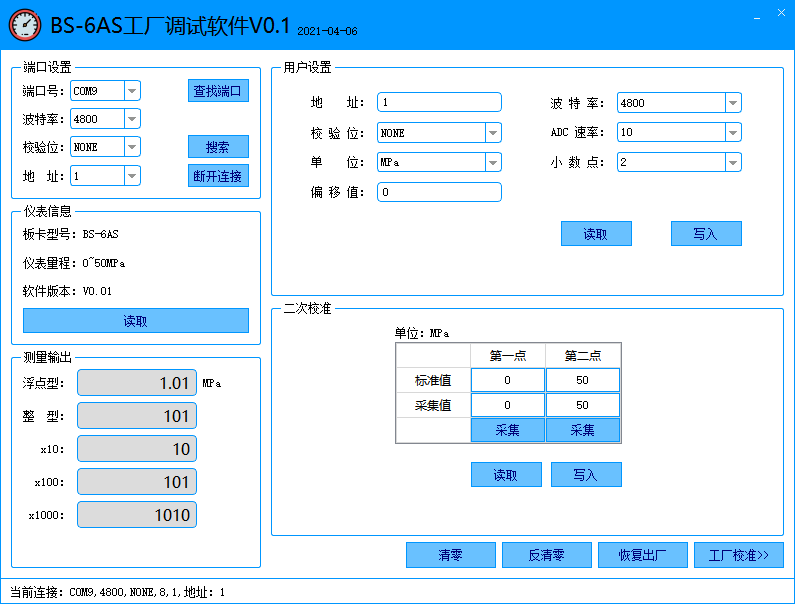 BS-6AS工厂调试软件V0.1 2021-04-06
端口设置
端口号: COM9 查找端口
波特率: 4800
校验位: NONE 搜索
地 址: 1 断开连接
仪表信息
板卡型号: BS-6AS
仪表量程: 0~50MPa
软件版本: V0.01
读取
测量输出
浮点型: 1.01 MPa
整 型: 101
x10: 10
x100: 101
x1000: 1010
用户设置
地 址: 1 波 特 率: 4800
校 验 位: NONE ADC 速率: 10
单 位: MPa 小 数 点: 2
偏 移 值: 0
读取 写入
二次校准
单位: MPa
第一点 第二点
标准值 0 50
采集值 0 50
采集 采集
读取 写入
清零 反清零 恢复出厂 工厂校准>>
当前连接: COM9,4800,NONE,8,1,地址: 1